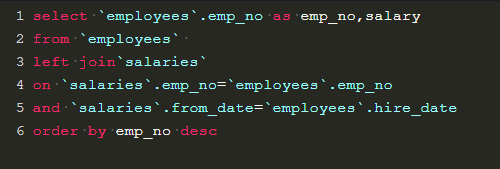 1 select `employees`.emp_no as emp_no,salary
2 from `employees`
3 left join`salaries`
4 on `salaries`.emp_no=`employees`.emp_no
5 and `salaries`.from_date=`employees`.hire_date
6 order by emp_no desc